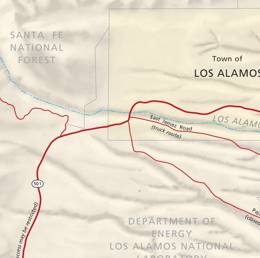 SANTA FE
NATIONAL
FOREST
Town of
LOS ALAMOS
LOS ALAMO
East Jemez Road
(truck route)
501
DEPARTMENT OF
ENERGY
LOS ALAMOS NATIONAL
LABORATORY